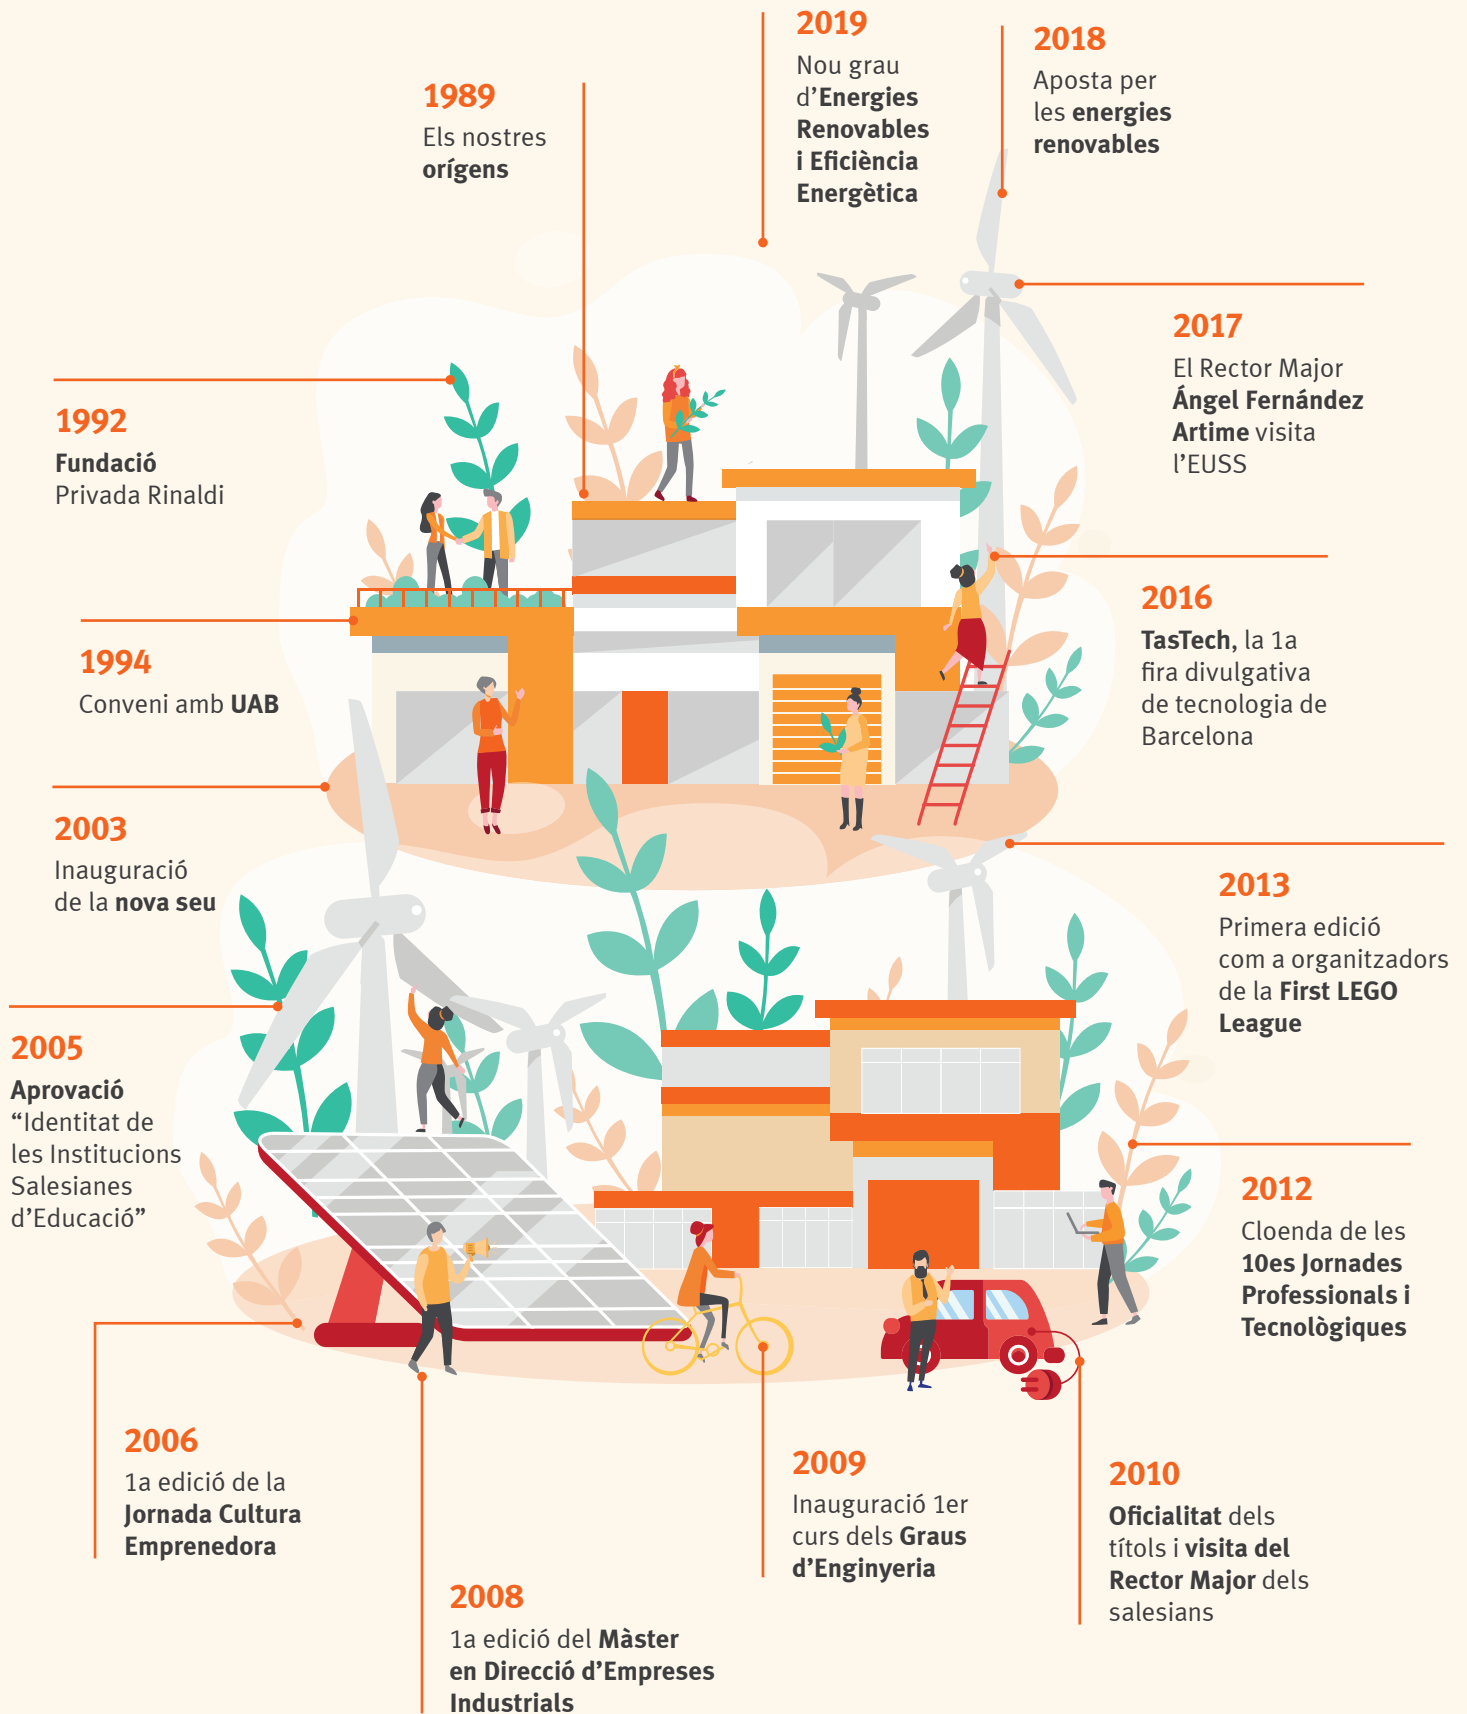 1989
Els nostres
orígens
1992
Fundació
Privada Rinaldi
1994
Conveni amb UAB
2003
Inauguració
de la nova seu
2005
Aprovació
“Identitat de
les Institucions
Salesianes
d’Educació”
2006
1a edició de la
Jornada Cultura
Emprenedora
2008
1a edició del Màster
en Direcció d’Empreses
Industrials
2009
Inauguració 1er
curs dels Graus
d’Enginyeria
2010
Oficialitat dels
títols i visita del
Rector Major dels
salesians
2012
Cloenda de les
10es Jornades
Professionals i
Tecnològiques
2013
Primera edició
com a organitzadors
de la First LEGO
League
2016
TasTech, la 1a
fira divulgativa
de tecnologia de
Barcelona
2017
El Rector Major
Ángel Fernández
Artime visita
l’EUSS
2018
Aposta per
les energies
renovables
2019
Nou grau
d’Energies
Renovables
i Eficiència
Energètica